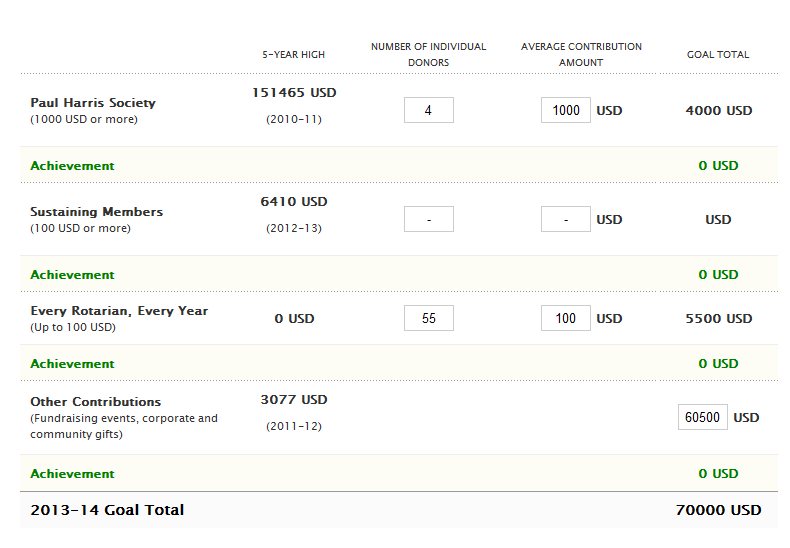 5-YEAR HIGH NUMBER OF INDIVIDUAL DONORS AVERAGE CONTRIBUTION AMOUNT GOAL TOTAL
Paul Harris Society 151465 USD 4 1000 USD 4000 USD
(1000 USD or more) (2010-11)
Achievement 0 USD
Sustaining Members 6410 USD - - USD USD
(100 USD or more) (2012-13)
Achievement 0 USD
Every Rotarian, Every Year 0 USD 55 100 USD 5500 USD
(Up to 100 USD)
Achievement 0 USD
Other Contributions 3077 USD 60500 USD
(Fundraising events, corporate and (2011-12)
community gifts)
Achievement 0 USD
2013-14 Goal Total 70000 USD